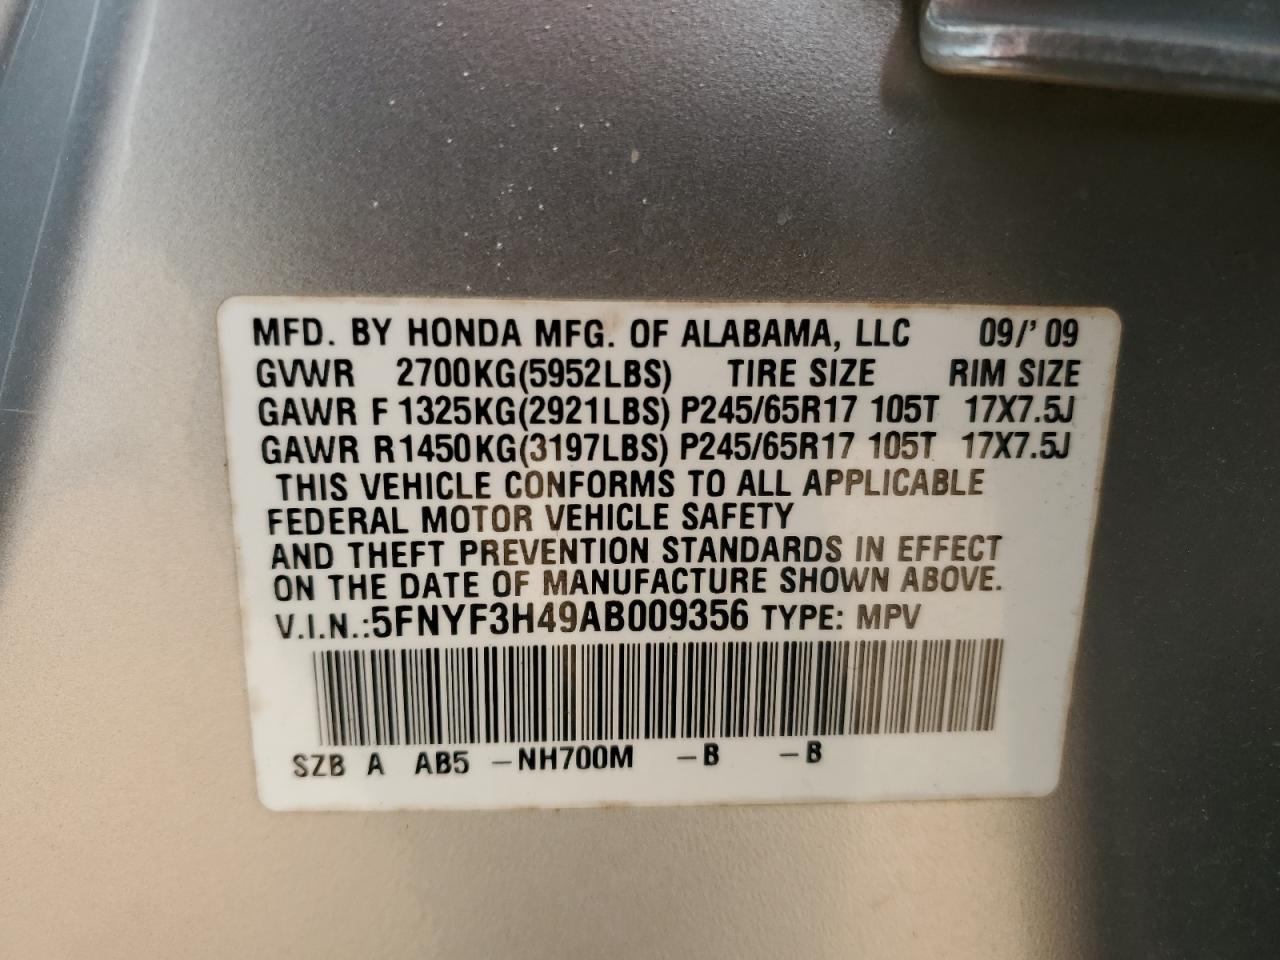 MFD. BY HONDA MFG. OF ALABAMA, LLC 09/'09
GVWR 2700KG(5952LBS) TIRE SIZE RIM SIZE
GAWR F 1325KG(2921LBS) P245/65R17 105T 17X7.5J
GAWR R1450KG(3197LBS) P245/65R17 105T 17X7.5J
THIS VEHICLE CONFORMS TO ALL APPLICABLE
FEDERAL MOTOR VEHICLE SAFETY
AND THEFT PREVENTION STANDARDS IN EFFECT
ON THE DATE OF MANUFACTURE SHOWN ABOVE.
V.I.N.:5FNYF3H49AB009356 TYPE: MPV
SZB A AB5 -NH700M -B -B